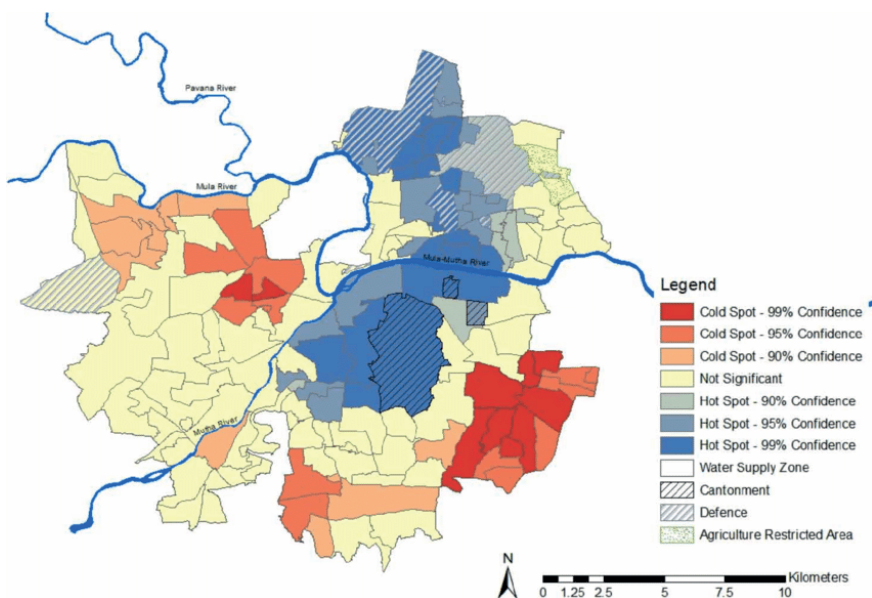 Pavana River
Mula River
Mula-Mutha River
Mutha River
Legend
Cold Spot - 99% Confidence
Cold Spot - 95% Confidence
Cold Spot - 90% Confidence
Not Significant
Hot Spot - 90% Confidence
Hot Spot - 95% Confidence
Hot Spot - 99% Confidence
Water Supply Zone
Cantonment
Defence
Agriculture Restricted Area
N
Kilometers
0 1.25 2.5 5 7.5 10